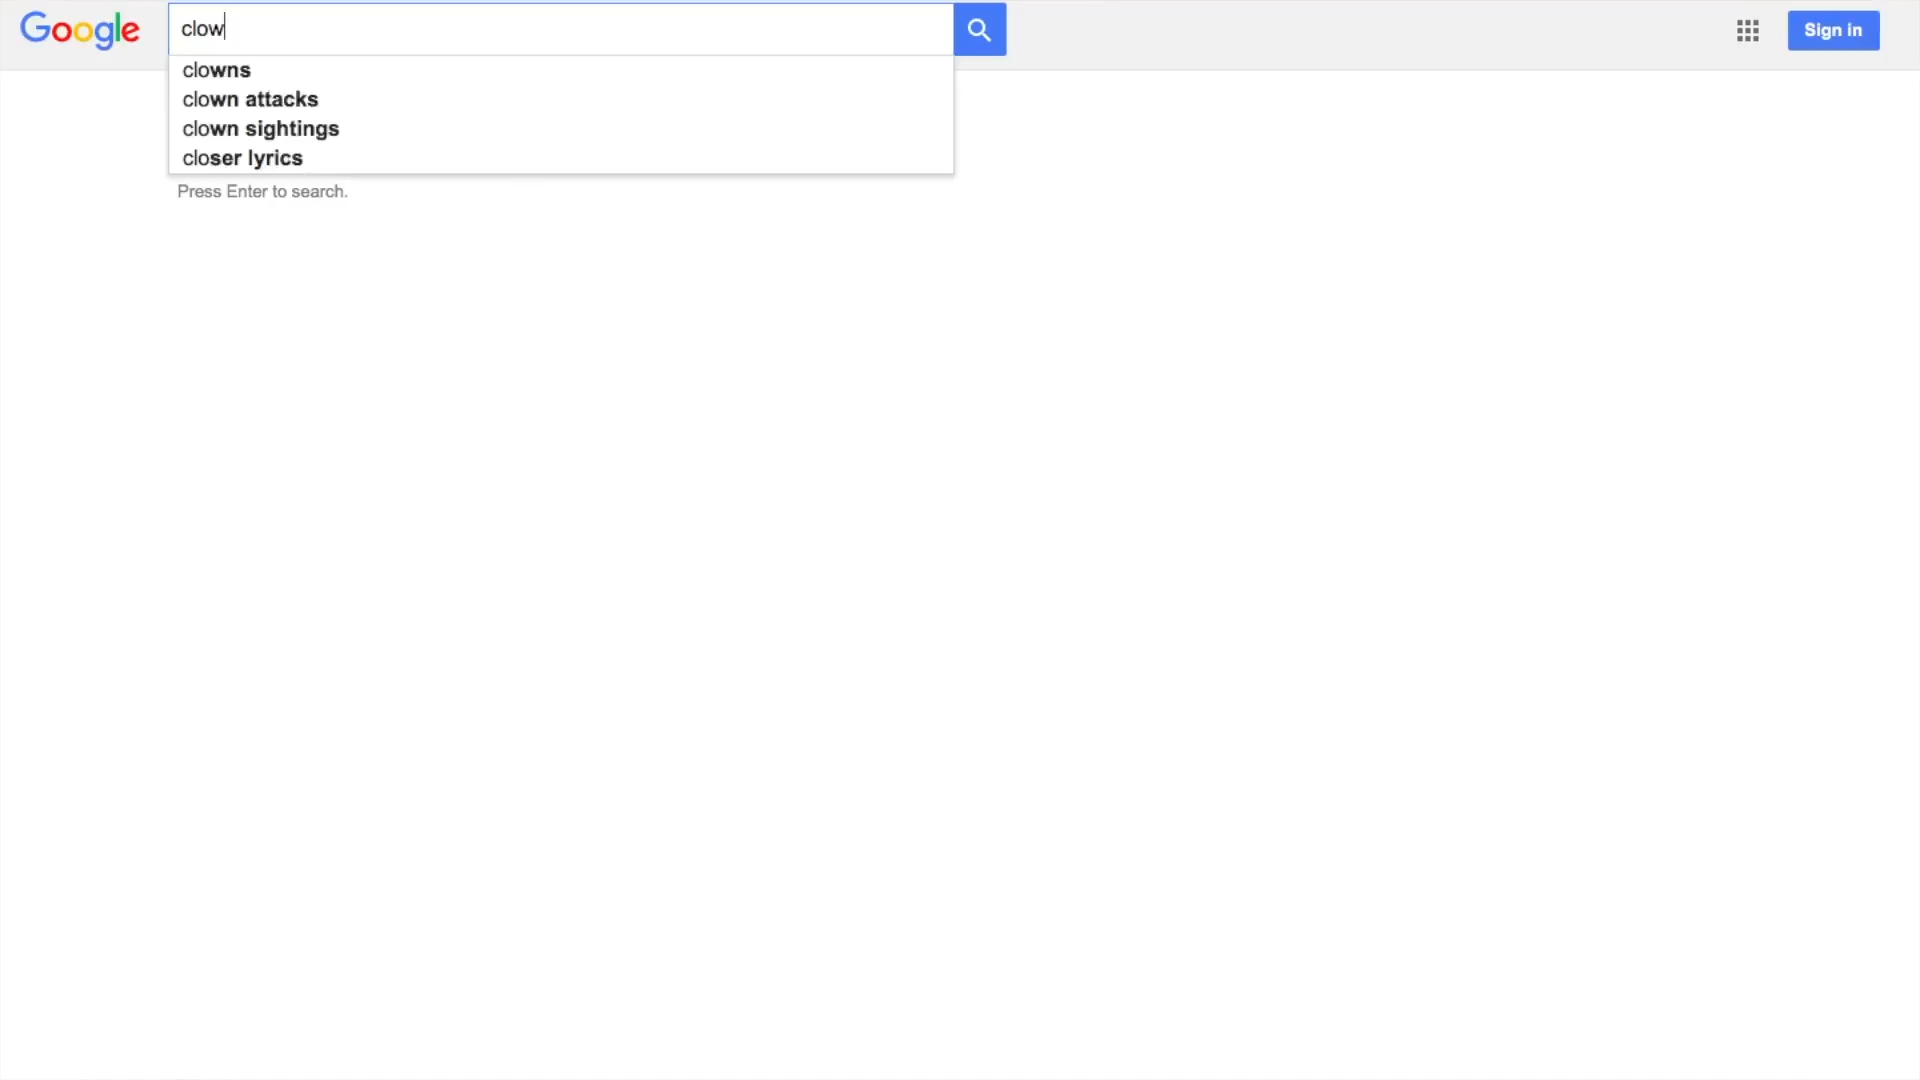 Google
clow
Sign in
clowns
clown attacks
clown sightings
closer lyrics
Press Enter to search.